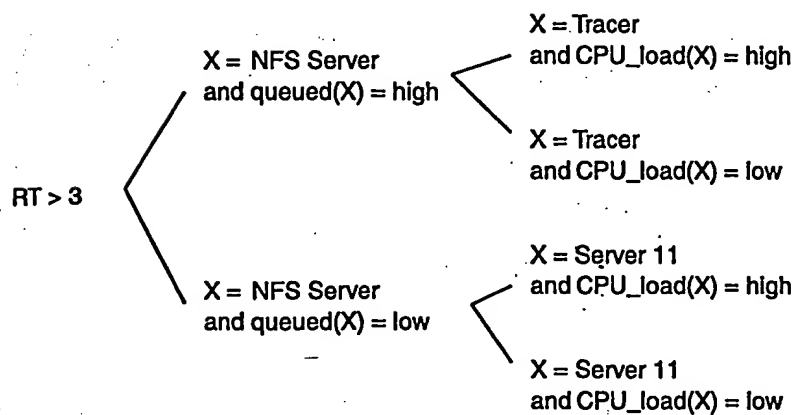 X = Tracer
and CPU_load(X) = high
X = NFS Server
and queued(X) = high
X = Tracer
and CPU_load(X) = low
RT > 3
X = Server 11
and CPU_load(X) = high
X = NFS Server
and queued(X) = low
X = Server 11
and CPU_load(X) = low